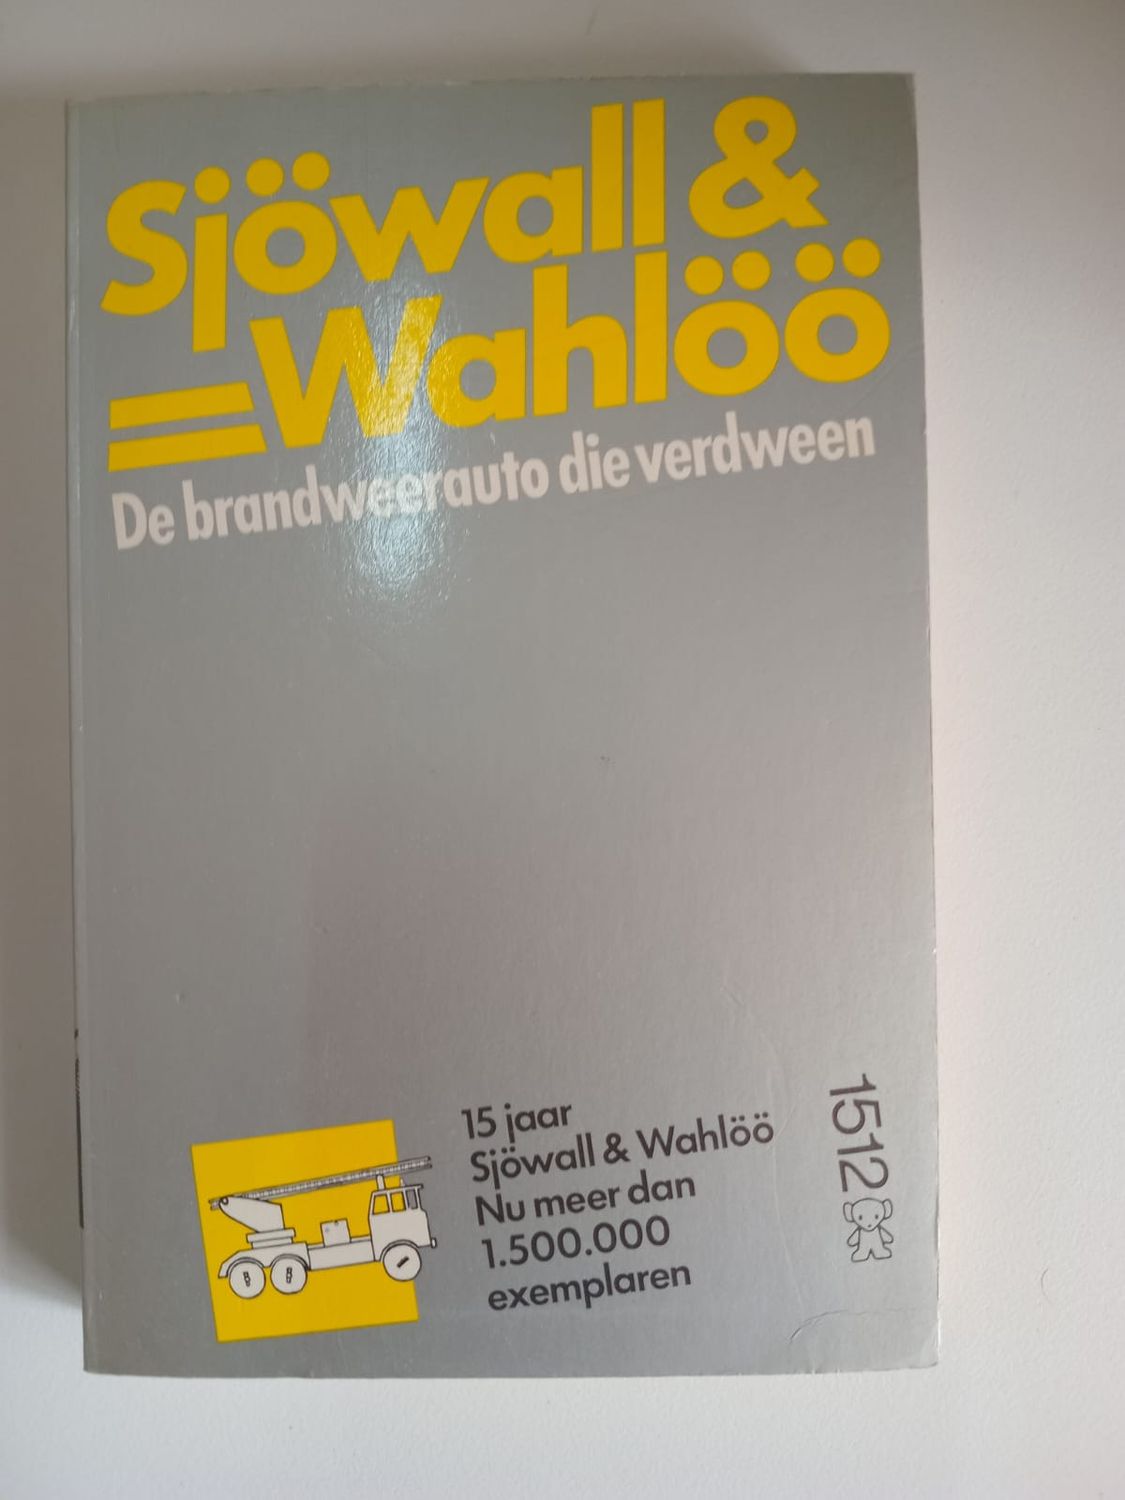 Sjöwall &
Wahlöö
De brandweerauto die verdween
15 jaar
Sjöwall & Wahlöö
Nu meer dan
1.500.000
exemplaren
1512